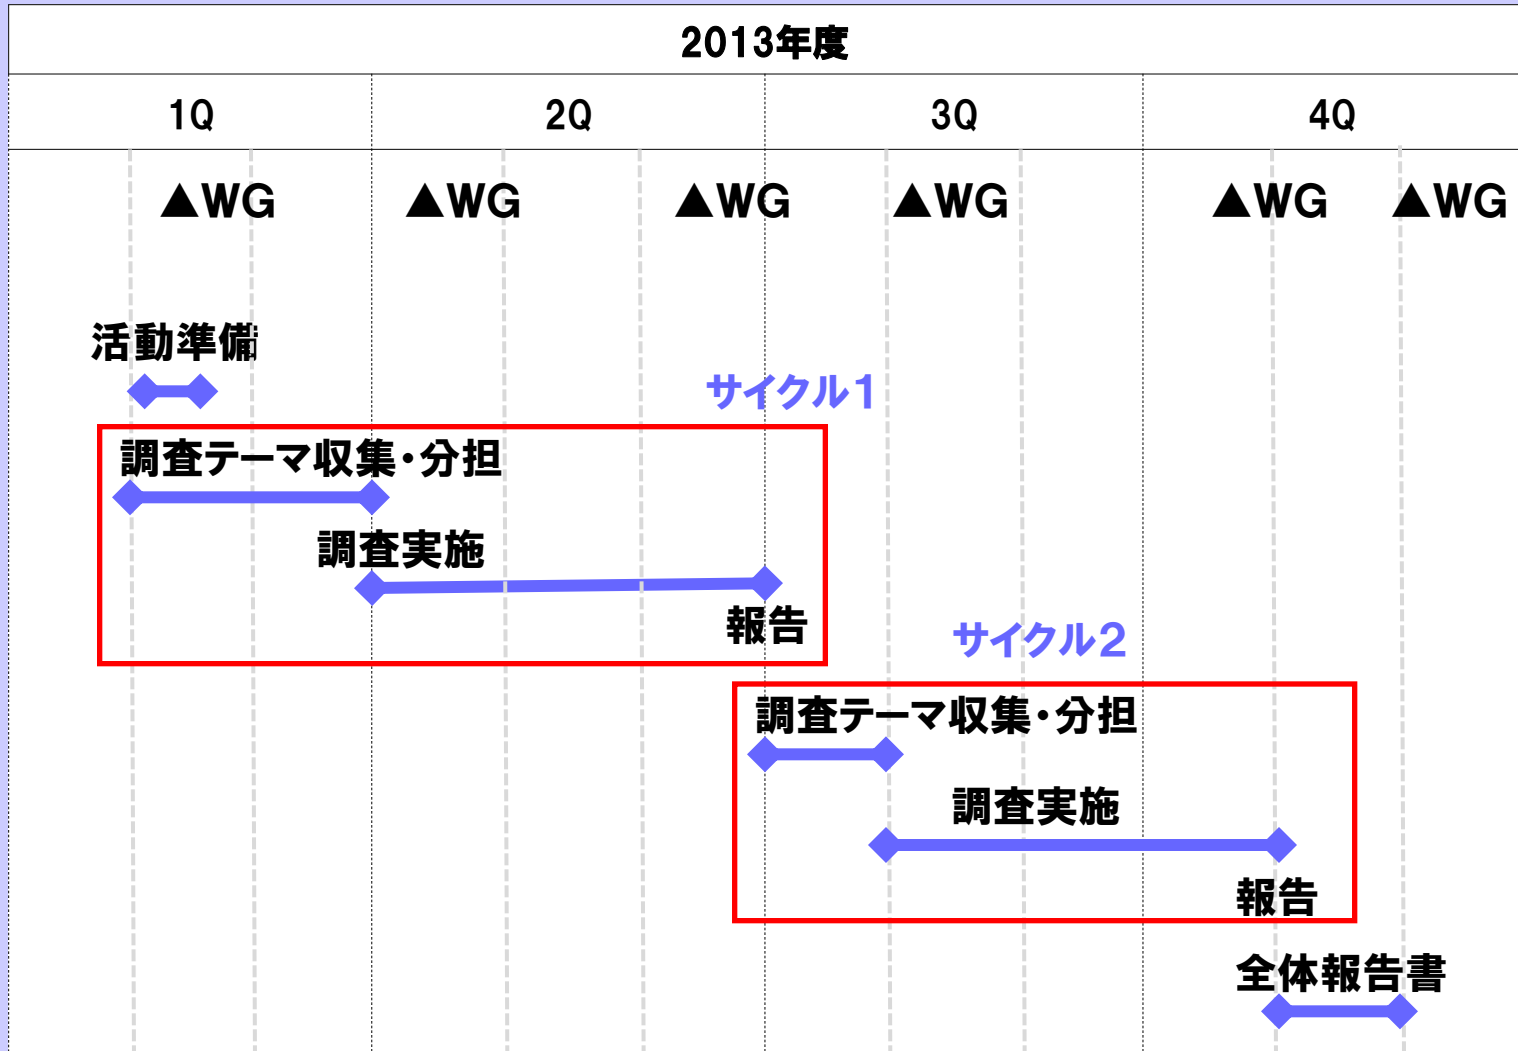 2013年度
1Q 2Q 3Q 4Q
▲WG ▲WG ▲WG ▲WG ▲WG ▲WG
活動準備
サイクル1
調査テーマ収集・分担
調査実施
報告
サイクル2
調査テーマ収集・分担
調査実施
報告
全体報告書